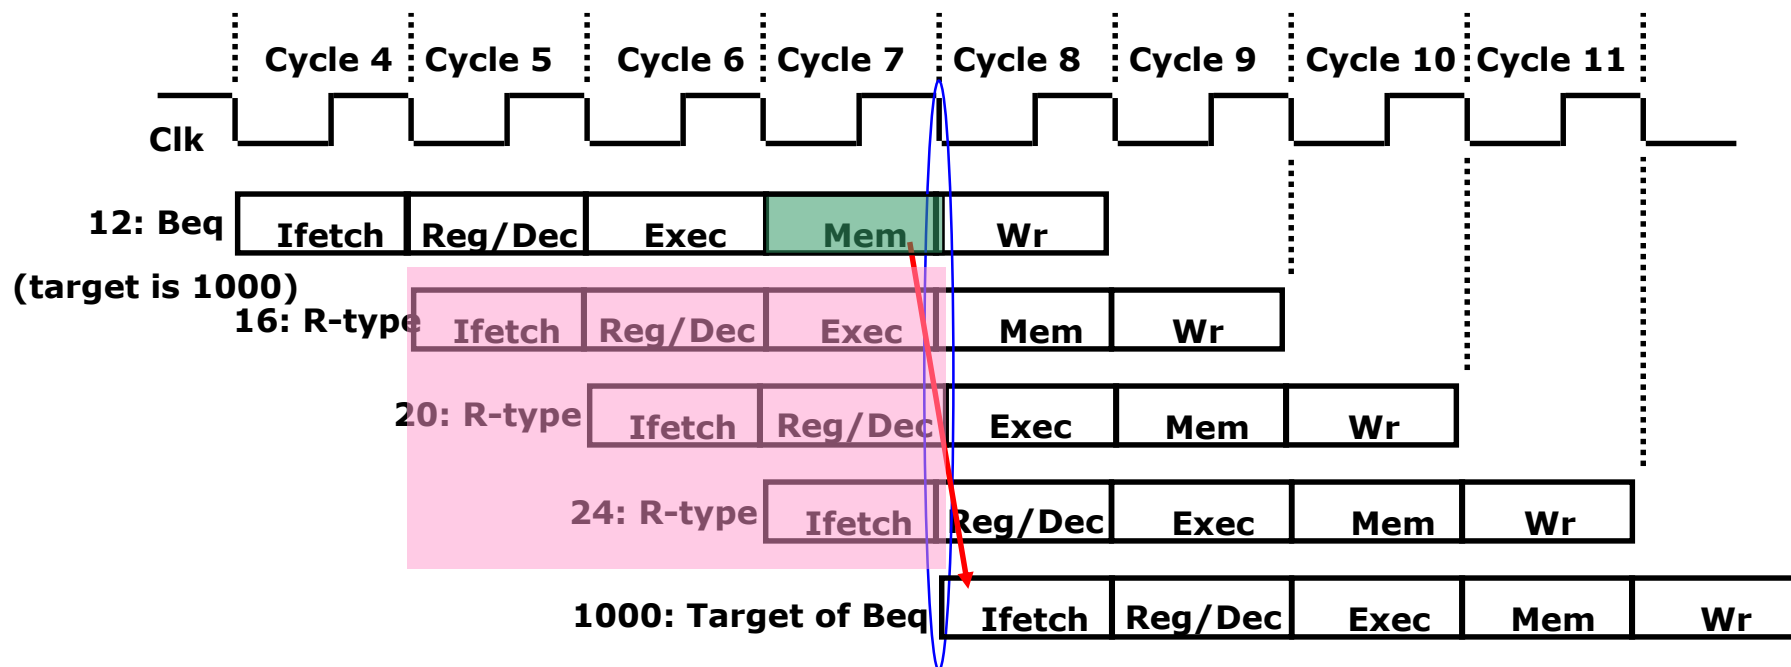 Cycle 4 Cycle 5 Cycle 6 Cycle 7 Cycle 8 Cycle 9 Cycle 10 Cycle 11
Clk
12: Beq Ifetch Reg/Dec Exec Mem Wr
(target is 1000)
16: R-type Ifetch Reg/Dec Exec Mem Wr
20: R-type Ifetch Reg/Dec Exec Mem Wr
24: R-type Ifetch Reg/Dec Exec Mem Wr
1000: Target of Beq Ifetch Reg/Dec Exec Mem Wr